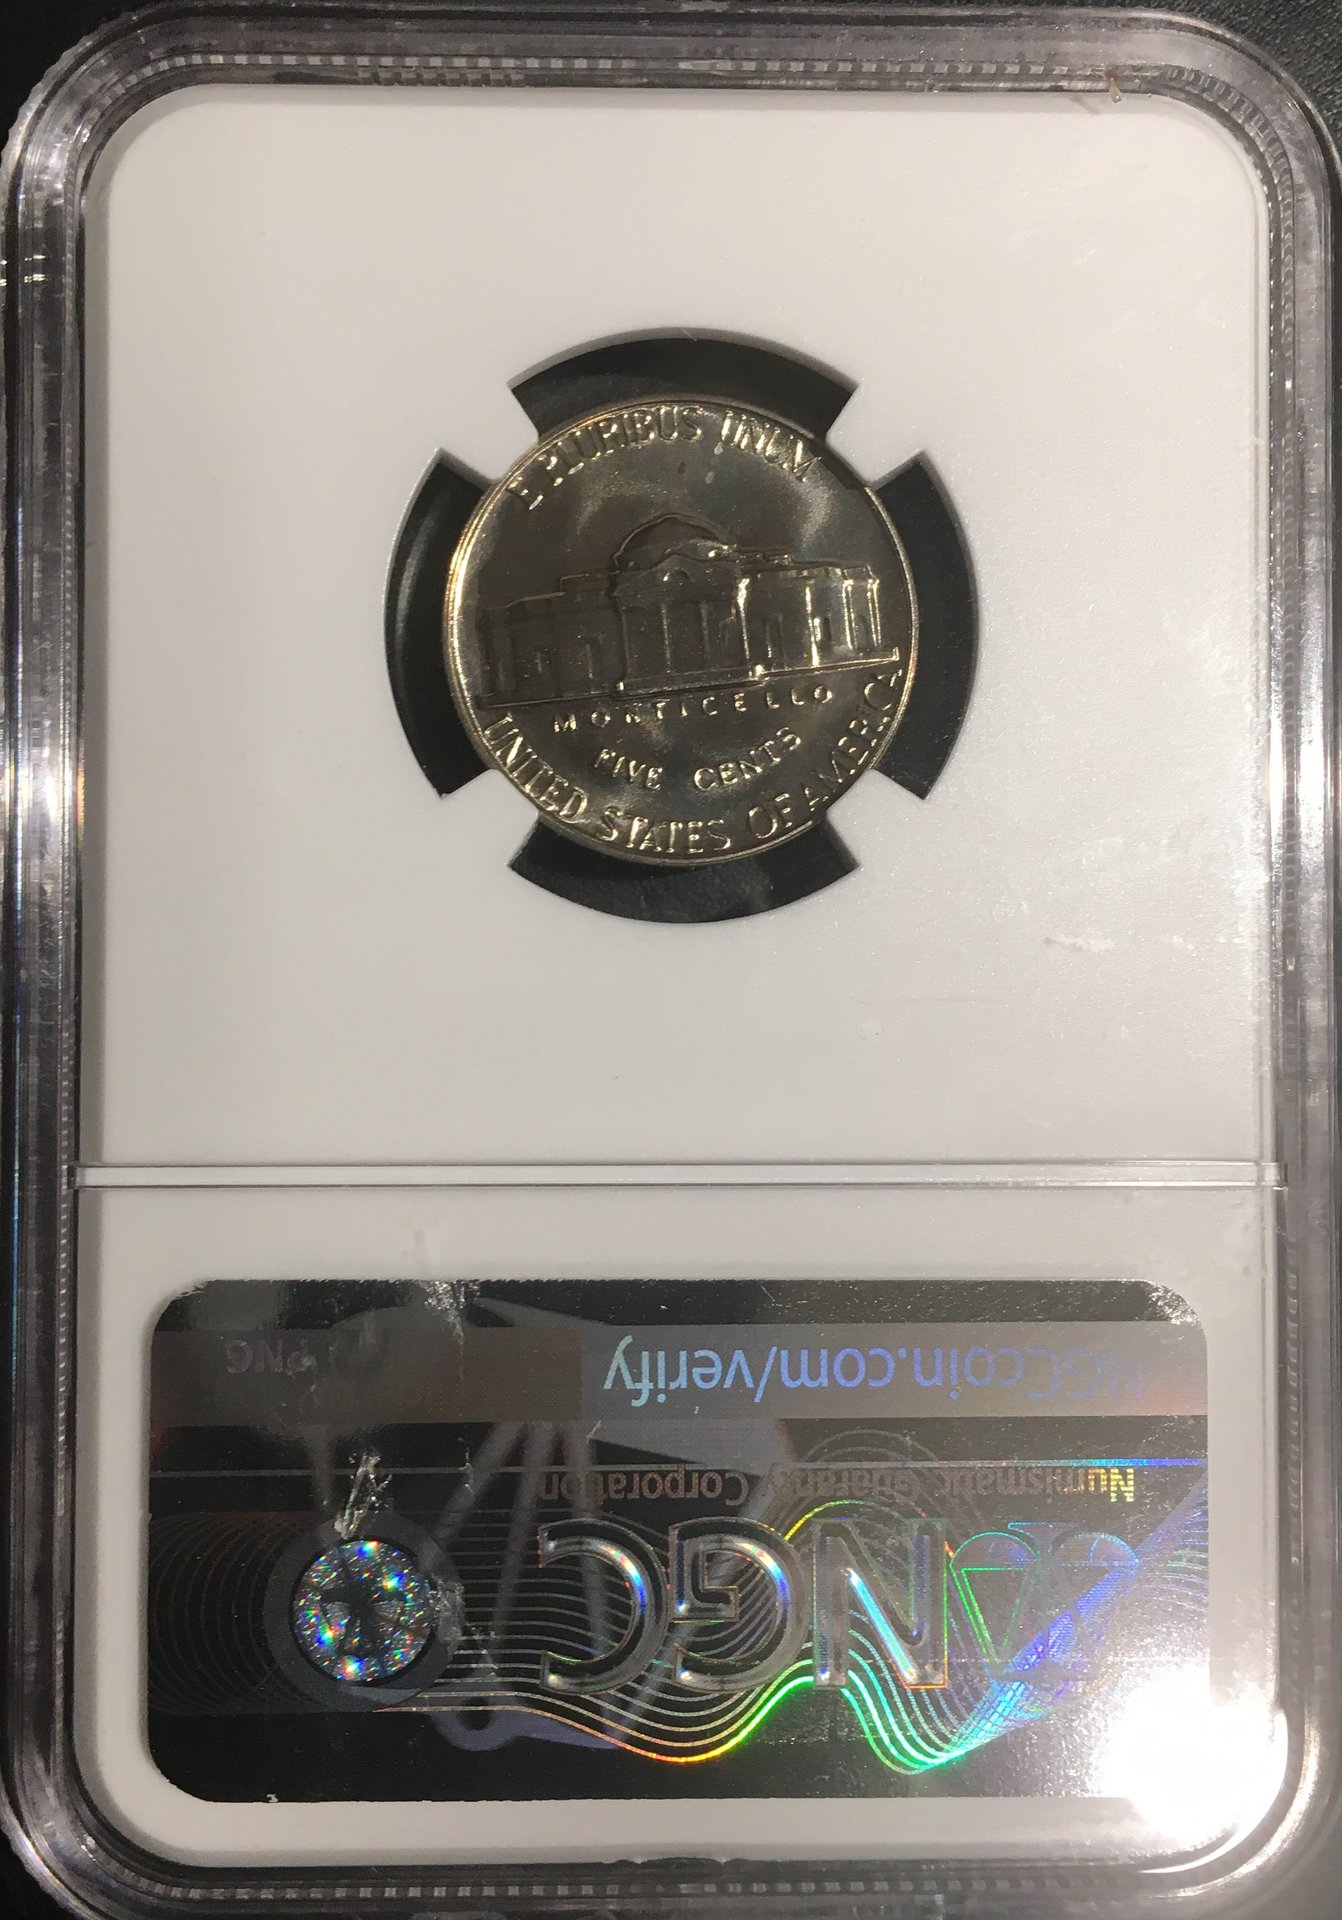 E PLURIBUS UNUM
MONTICELLO
FIVE CENTS
UNITED STATES OF AMERICA
NGCcoin.com/verify
Numismatic Guaranty Corporation
NGC